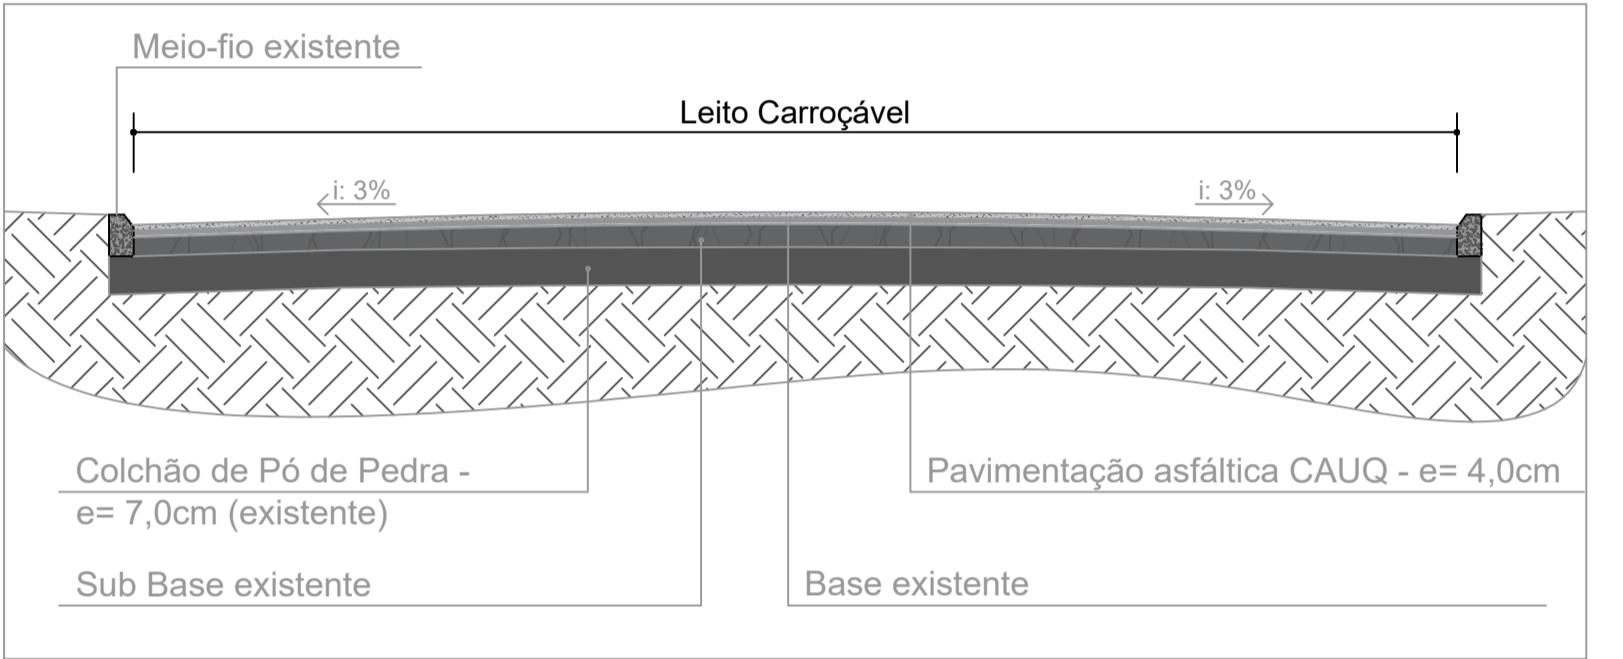 Meio-fio existente
Leito Carroçável
i: 3%
i: 3%
Colchão de Pó de Pedra -
e= 7,0cm (existente)
Pavimentação asfáltica CAUQ - e= 4,0cm
Sub Base existente
Base existente